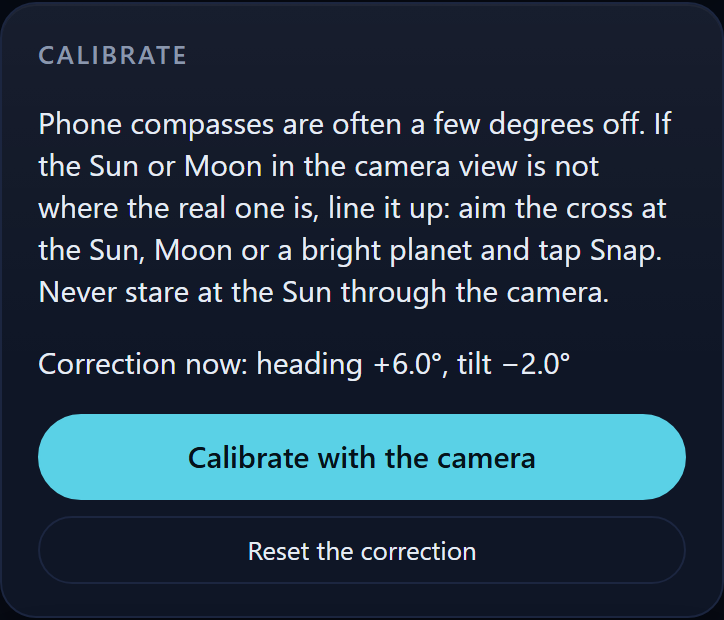 CALIBRATE
Phone compasses are often a few degrees off. If
the Sun or Moon in the camera view is not
where the real one is, line it up: aim the cross at
the Sun, Moon or a bright planet and tap Snap.
Never stare at the Sun through the camera.
Correction now: heading +6.0°, tilt −2.0°
Calibrate with the camera
Reset the correction